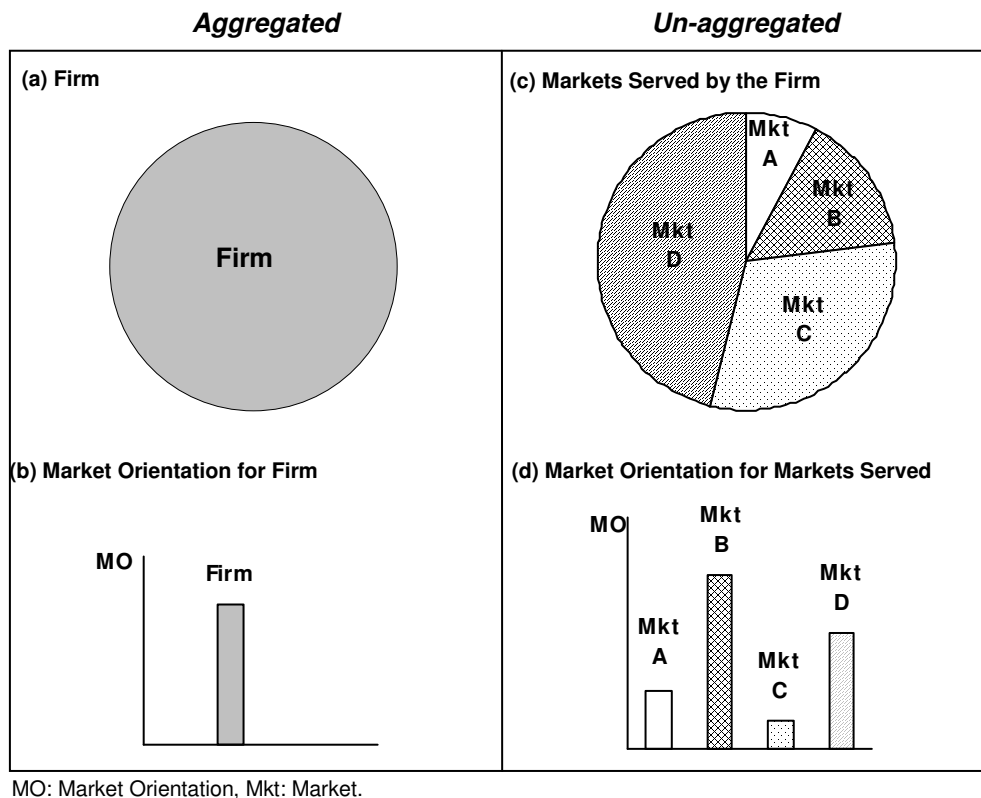 Aggregated
Un-aggregated
(a) Firm
Firm
(c) Markets Served by the Firm
Mkt
A
Mkt
B
Mkt
C
Mkt
D
(b) Market Orientation for Firm
MO
Firm
(d) Market Orientation for Markets Served
MO
Mkt
A
Mkt
B
Mkt
C
Mkt
D
MO: Market Orientation, Mkt: Market.